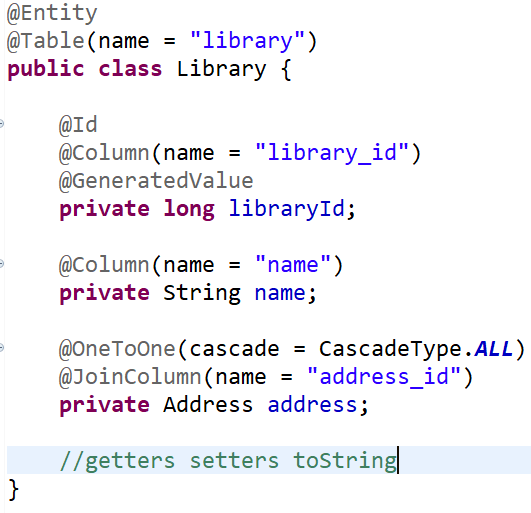 @Entity
@Table(name = "library")
public class Library {
@Id
@Column(name = "library_id")
@GeneratedValue
private long libraryId;
@Column(name = "name")
private String name;
@OneToOne(cascade = CascadeType.ALL)
@JoinColumn(name = "address_id")
private Address address;
//getters setters toString
}